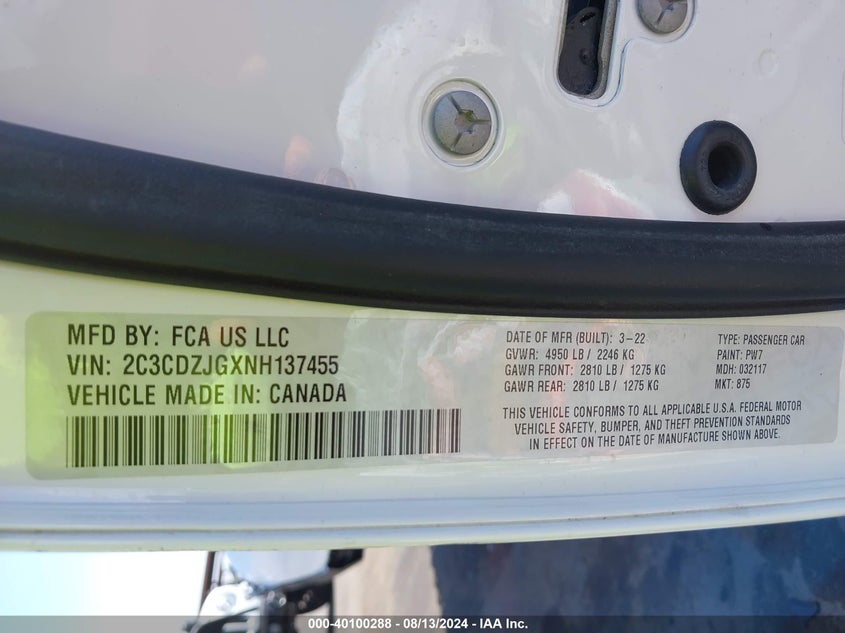 MFD BY: FCA US LLC
VIN: 2C3CDZJGXNH137455
VEHICLE MADE IN: CANADA
DATE OF MFR (BUILT): 3-22
GVWR: 4950 LB / 2246 KG
GAWR FRONT: 2810 LB / 1275 KG
GAWR REAR: 2810 LB / 1275 KG
TYPE: PASSENGER CAR
PAINT: PW7
MDH: 032117
MKT: 875
THIS VEHICLE CONFORMS TO ALL APPLICABLE U.S.A. FEDERAL MOTOR
VEHICLE SAFETY, BUMPER, AND THEFT PREVENTION STANDARDS
IN EFFECT ON THE DATE OF MANUFACTURE SHOWN ABOVE.
000-40100288 - 08/13/2024 - IAA Inc.